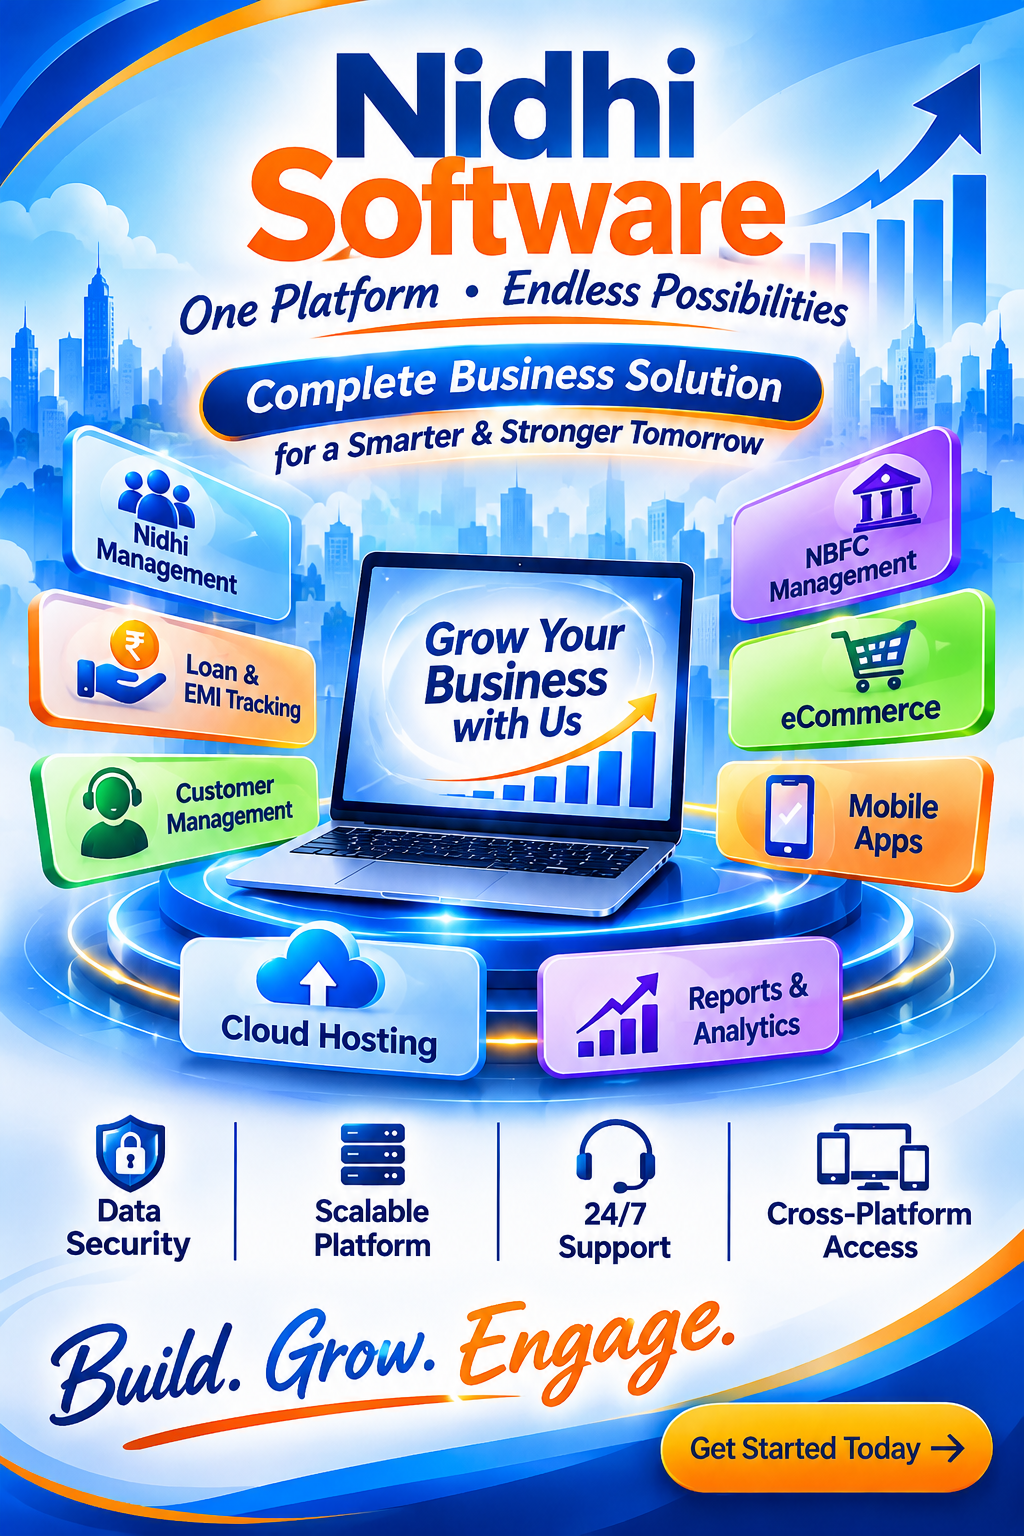 Nidhi
Software
One Platform • Endless Possibilities
Complete Business Solution
for a Smarter & Stronger Tomorrow
Nidhi
Management
NBFC
Management
Loan &
EMI Tracking
eCommerce
Customer
Management
Mobile
Apps
Grow Your
Business
with Us
Cloud Hosting
Reports &
Analytics
Data
Security
Scalable
Platform
24/7
Support
Cross-Platform
Access
Build. Grow. Engage.
Get Started Today →